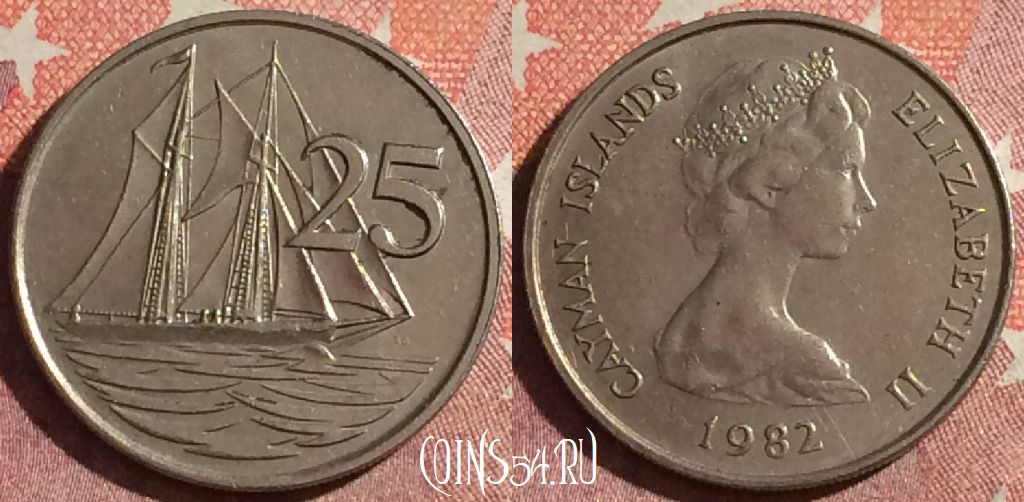 25
CAYMAN ISLANDS
ELIZABETH II
1982
COINS54.RU